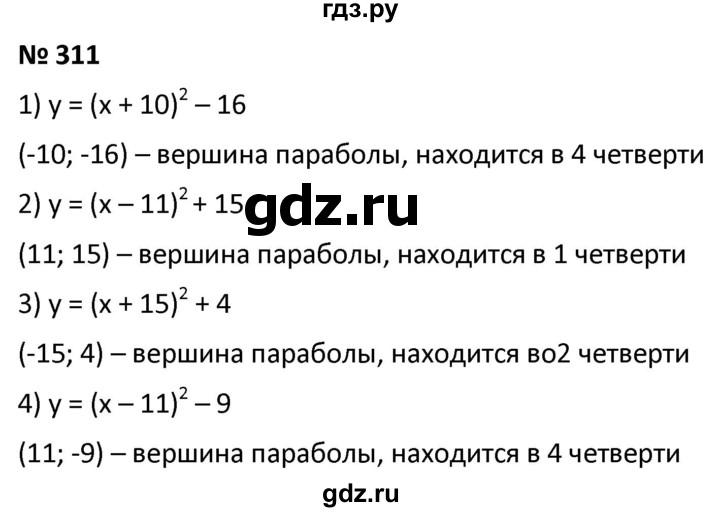 гдз.ру
№ 311
1) y = (x + 10)² – 16
(-10; -16) – вершина параболы, находится в 4 четверти
2) y = (x – 11)² + 15
gdz.ru
(11; 15) – вершина параболы, находится в 1 четверти
3) y = (x + 15)² + 4
(-15; 4) – вершина параболы, находится во2 четверти
4) y = (x – 11)² – 9
(11; -9) – вершина параболы, находится в 4 четверти
gdz.ru